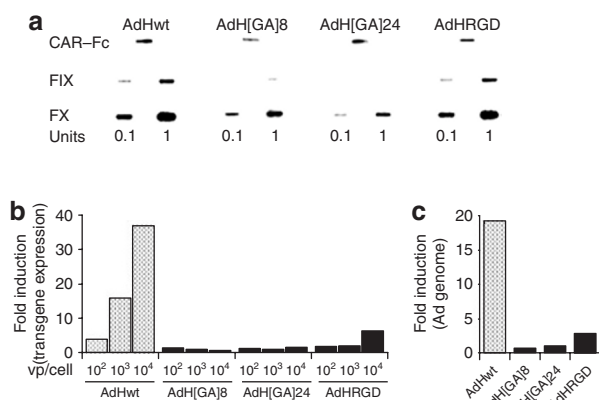 a
AdHwt AdH[GA]8 AdH[GA]24 AdHRGD
CAR–Fc
FIX
FX
Units 0.1 1 0.1 1 0.1 1 0.1 1
b
Fold induction
(transgene expression)
40
30
20
10
0
vp/cell 10² 10³ 10⁴ 10² 10³ 10⁴ 10² 10³ 10⁴ 10² 10³ 10⁴
AdHwt AdH[GA]8 AdH[GA]24 AdHRGD
c
Fold induction
(Ad genome)
20
15
10
5
0
AdHwt